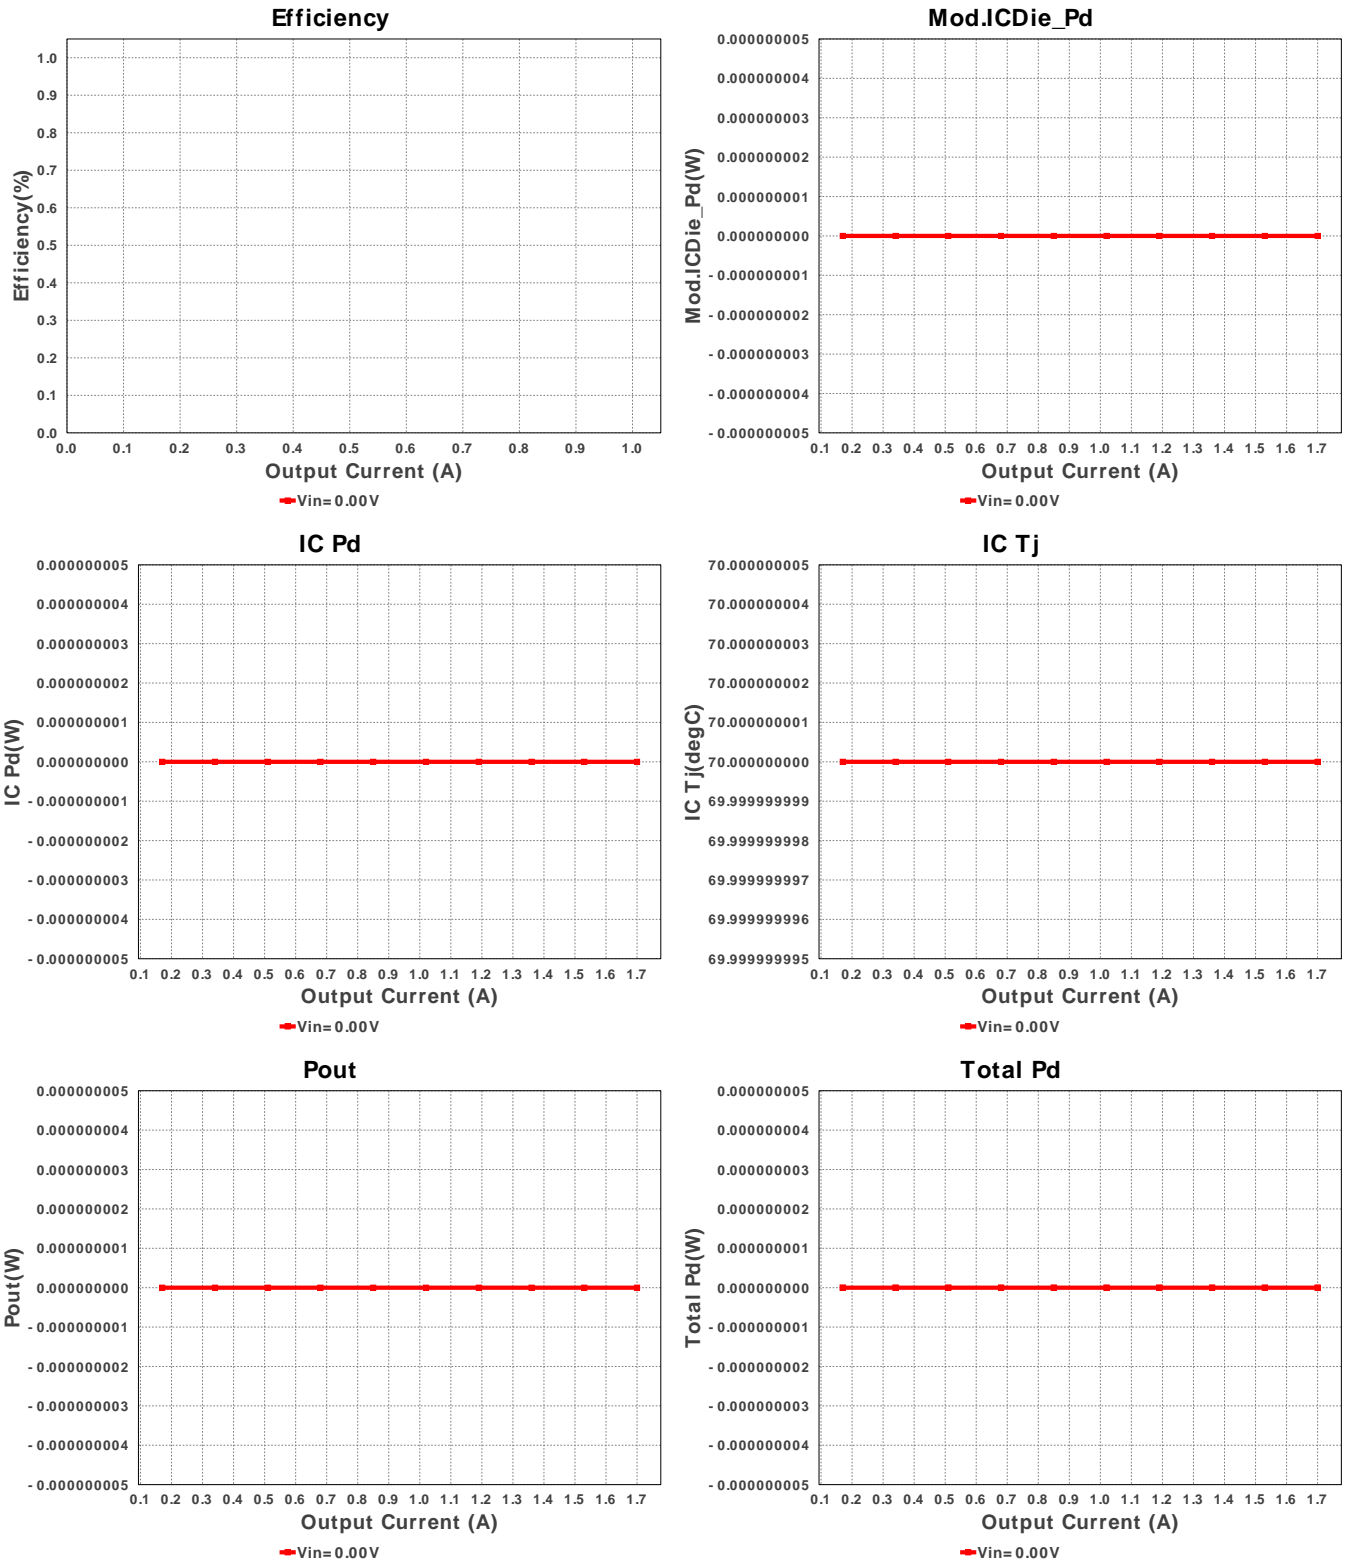 Efficiency
Efficiency(%)
1.0
0.9
0.8
0.7
0.6
0.5
0.4
0.3
0.2
0.1
0.0
0.0 0.1 0.2 0.3 0.4 0.5 0.6 0.7 0.8 0.9 1.0
Output Current (A)
Vin=0.00V
Mod.ICDie_Pd
Mod.ICDie_Pd(W)
0.000000005
0.000000004
0.000000003
0.000000002
0.000000001
0.000000000
-0.000000001
-0.000000002
-0.000000003
-0.000000004
-0.000000005
0.1 0.2 0.3 0.4 0.5 0.6 0.7 0.8 0.9 1.0 1.1 1.2 1.3 1.4 1.5 1.6 1.7
Output Current (A)
Vin=0.00V
IC Pd
IC Pd(W)
0.000000005
0.000000004
0.000000003
0.000000002
0.000000001
0.000000000
-0.000000001
-0.000000002
-0.000000003
-0.000000004
-0.000000005
0.1 0.2 0.3 0.4 0.5 0.6 0.7 0.8 0.9 1.0 1.1 1.2 1.3 1.4 1.5 1.6 1.7
Output Current (A)
Vin=0.00V
IC Tj
IC Tj(degC)
70.000000005
70.000000004
70.000000003
70.000000002
70.000000001
70.000000000
69.999999999
69.999999998
69.999999997
69.999999996
69.999999995
0.1 0.2 0.3 0.4 0.5 0.6 0.7 0.8 0.9 1.0 1.1 1.2 1.3 1.4 1.5 1.6 1.7
Output Current (A)
Vin=0.00V
Pout
Pout(W)
0.000000005
0.000000004
0.000000003
0.000000002
0.000000001
0.000000000
-0.000000001
-0.000000002
-0.000000003
-0.000000004
-0.000000005
0.1 0.2 0.3 0.4 0.5 0.6 0.7 0.8 0.9 1.0 1.1 1.2 1.3 1.4 1.5 1.6 1.7
Output Current (A)
Vin=0.00V
Total Pd
Total Pd(W)
0.000000005
0.000000004
0.000000003
0.000000002
0.000000001
0.000000000
-0.000000001
-0.000000002
-0.000000003
-0.000000004
-0.000000005
0.1 0.2 0.3 0.4 0.5 0.6 0.7 0.8 0.9 1.0 1.1 1.2 1.3 1.4 1.5 1.6 1.7
Output Current (A)
Vin=0.00V